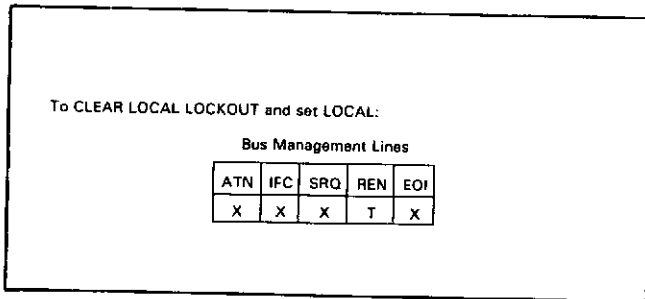 To CLEAR LOCAL LOCKOUT and set LOCAL:
Bus Management Lines
ATN IFC SRQ REN EOI
X X X T X